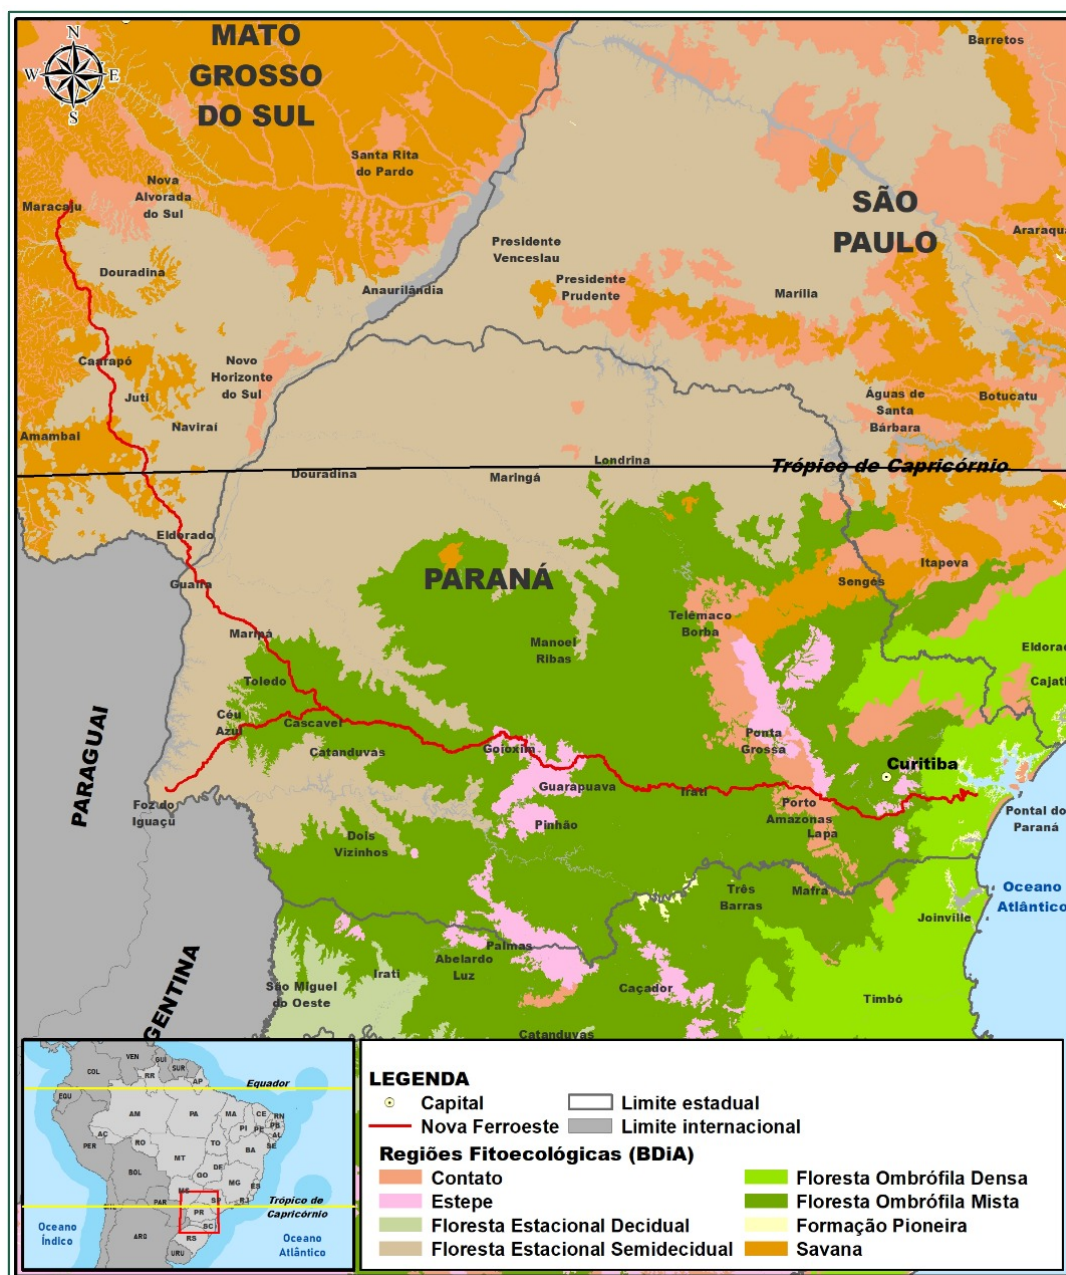 MATO
GROSSO
DO SUL
N
W
E
S
Barretos
Santa Rita
do Pardo
Nova
Alvorada
do Sul
Maracaju
SÃO
PAULO
Araraqua
Presidente
Venceslau
Douradina
Presidente
Prudente
Anaurilândia
Marília
Caarapó
Novo
Horizonte
do Sul
Juti
Águas de
Santa
Bárbara
Botucatu
Naviraí
Amambai
Londrina
Trópico de Capricórnio
Douradina
Maringá
Eldorado
Itapeva
PARANÁ
Sengés
Guaíra
Telêmaco
Borba
Maripá
Manoel
Ribas
Eldorad
Toledo
Cajati
Céu
Azul
Cascavel
Catanduvas
Goioxim
Ponta
Grossa
Curitiba
PARAGUAI
Guarapuava
Irati
Foz do
Iguaçu
Porto
Amazonas
Lapa
Pontal do
Paraná
Pinhão
Dois
Vizinhos
Três
Barras
Mafra
Oceano
Atlântico
Joinville
Palmas
Abelardo
Luz
Irati
São Miguel
do Oeste
Caçador
Timbó
GENTINA
Catanduvas
VEN
GUI
SUR
COL
RR
AP
Equador
EQU
AM
PA
MA
CE
RN
PI
PE
PB
AL
SE
AC
RO
TO
PER
MT
BA
BOL
DF
GO
MG
ES
MS
SP
RJ
PAR
PR
Trópico de
Capricórnio
SC
Oceano
Índico
ARG
RS
URU
Oceano
Atlântico
LEGENDA
Capital
Limite estadual
Nova Ferroeste
Limite internacional
Regiões Fitoecológicas (BDiA)
Contato
Floresta Ombrófila Densa
Estepe
Floresta Ombrófila Mista
Floresta Estacional Decidual
Formação Pioneira
Floresta Estacional Semidecidual
Savana